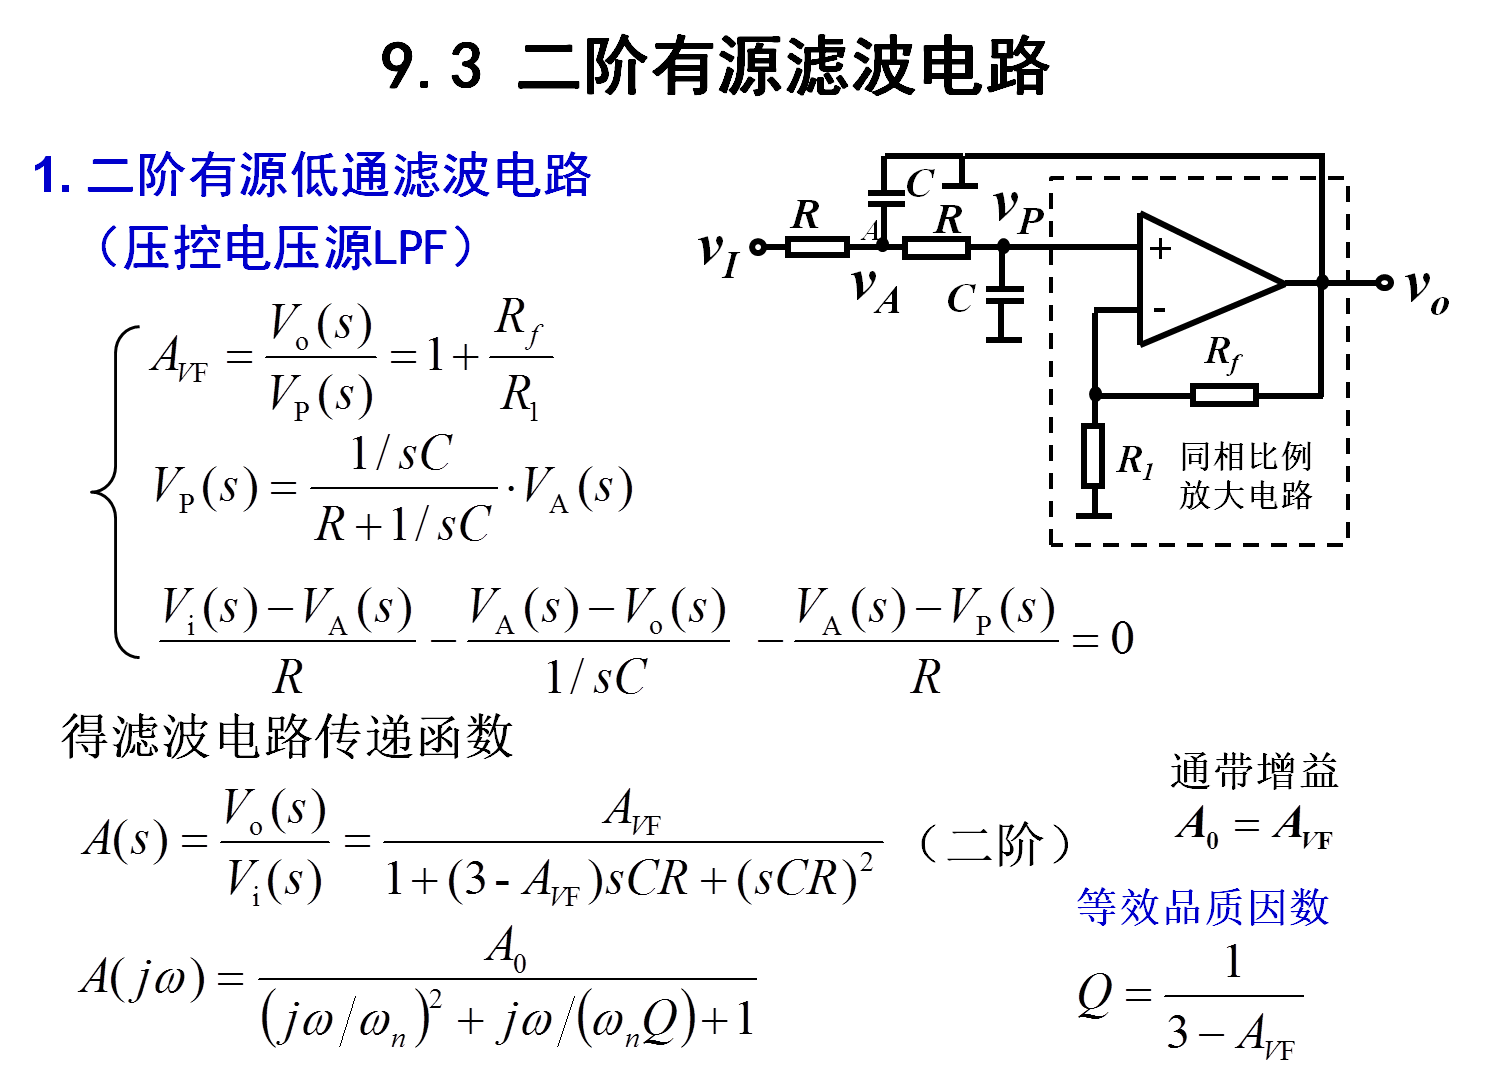 9.3 二阶有源滤波电路
1.二阶有源低通滤波电路
（压控电压源LPF）
C
R
A
R
v_P
v_I
v_A
C
+
-
v_o
R_f
R_1
同相比例
放大电路
A_VF = V_o(s) / V_P(s) = 1 + R_f / R_1
V_P(s) = (1/sC) / (R+1/sC) · V_A(s)
(V_i(s) − V_A(s)) / R − (V_A(s) − V_o(s)) / (1/sC) − (V_A(s) − V_P(s)) / R = 0
得滤波电路传递函数
通带增益
A_0 = A_VF
A(s) = V_o(s) / V_i(s) = A_VF / (1+(3-A_VF)sCR+(sCR)^2) （二阶）
等效品质因数
A(jω) = A_0 / ((jω/ω_n)^2 + jω/(ω_nQ)+1)
Q = 1 / (3 − A_VF)